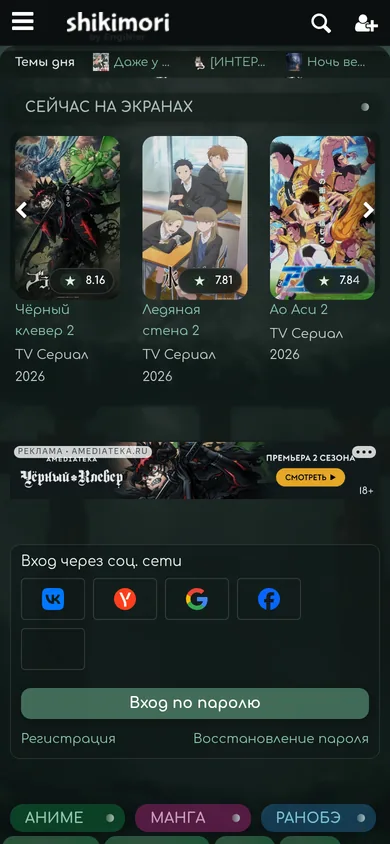 shikimori
Темы дня
Даже у ...
[ИНТЕР...
Ночь ве...
СЕЙЧАС НА ЭКРАНАХ
8.16
7.81
7.84
Чёрный
клевер 2
TV Сериал
2026
Ледяная
стена 2
TV Сериал
2026
Ао Аси 2
TV Сериал
2026
РЕКЛАМА • AMEDIATEKA.RU
AMEDIATEKA
Чёрный Клевер
ПРЕМЬЕРА 2 СЕЗОНА
СМОТРЕТЬ
18+
Вход через соц. сети
Вход по паролю
Регистрация
Восстановление пароля
АНИМЕ
МАНГА
РАНОБЭ